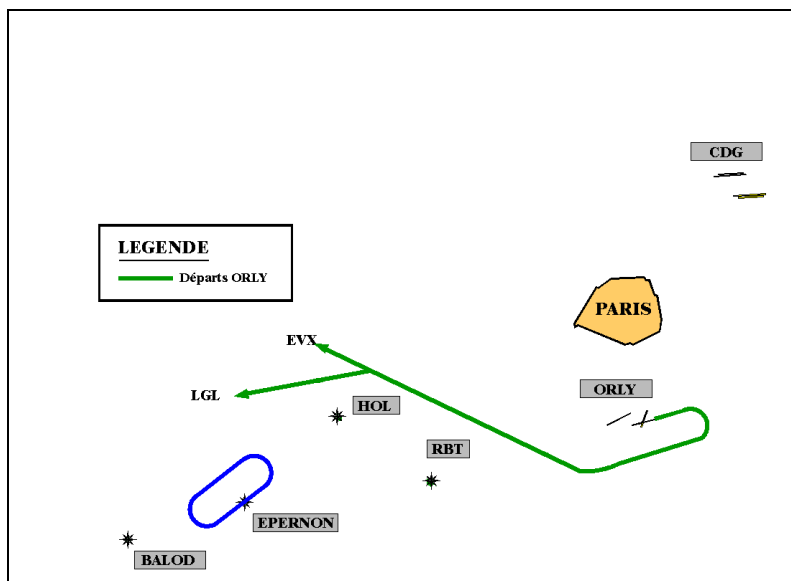 CDG
LEGENDE
Départs ORLY
PARIS
EVX
LGL
ORLY
HOL
RBT
EPERNON
BALOD